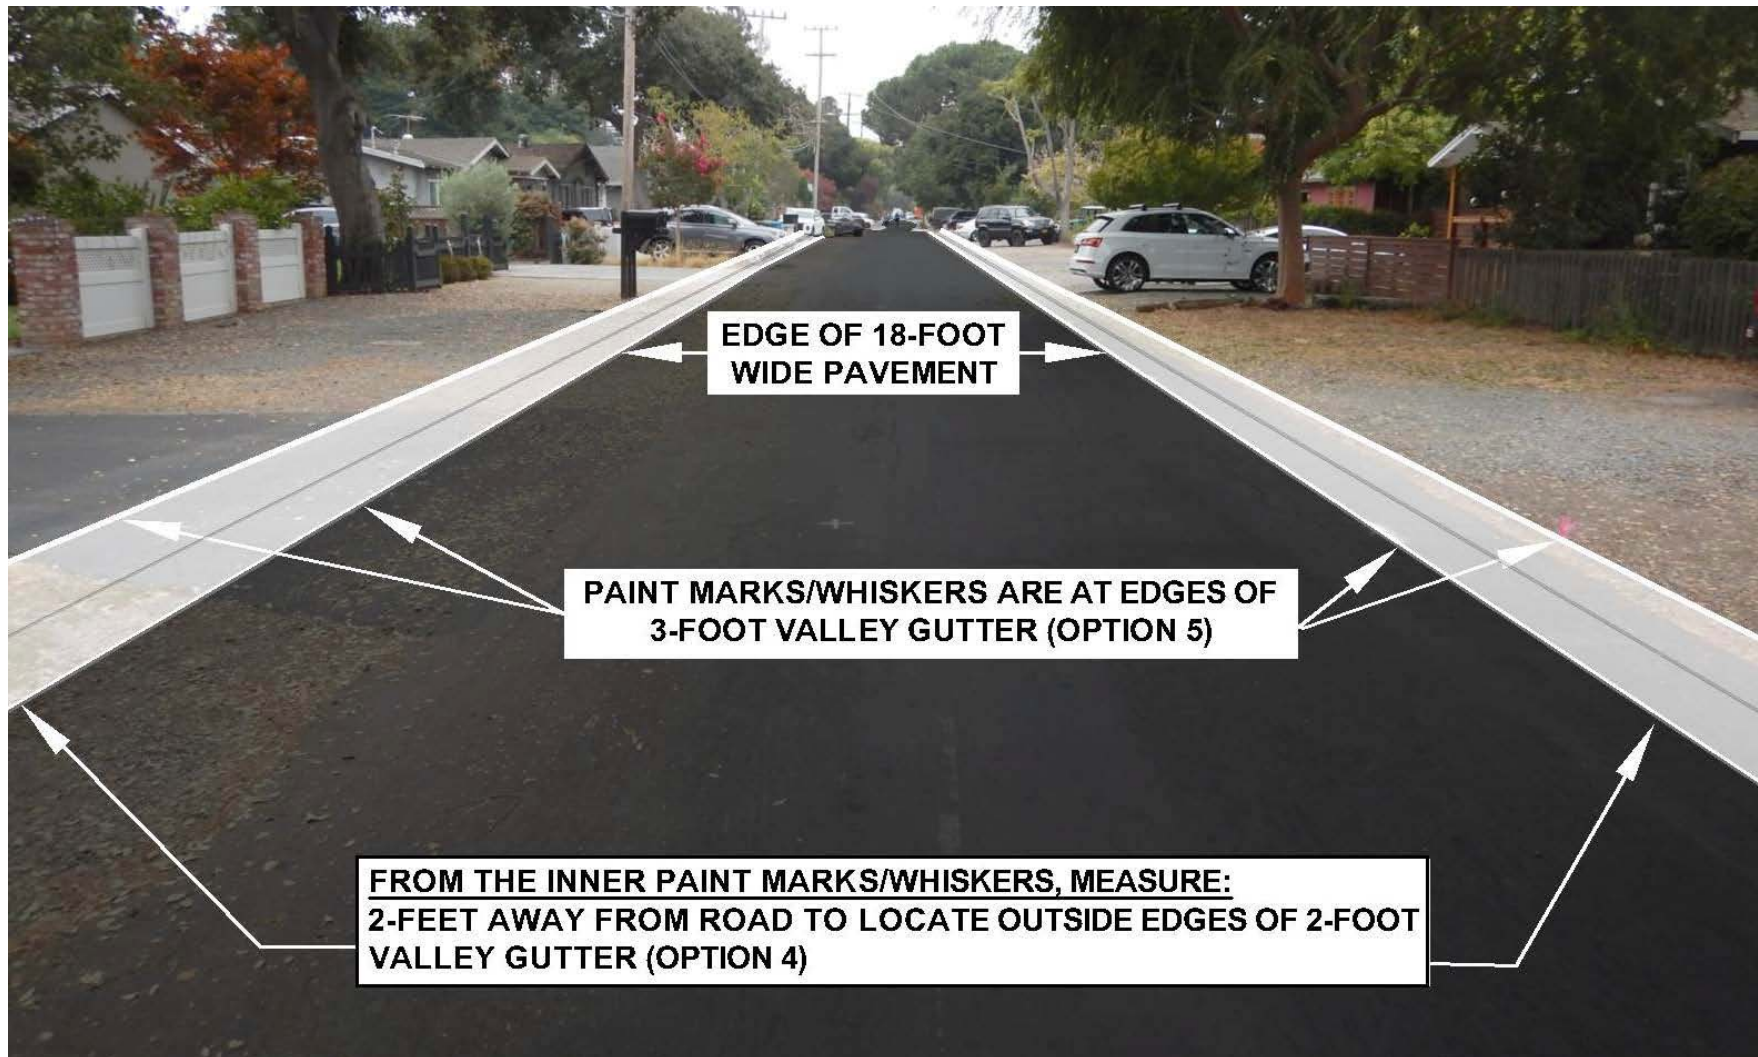 EDGE OF 18-FOOT
WIDE PAVEMENT
PAINT MARKS/WHISKERS ARE AT EDGES OF
3-FOOT VALLEY GUTTER (OPTION 5)
FROM THE INNER PAINT MARKS/WHISKERS, MEASURE:
2-FEET AWAY FROM ROAD TO LOCATE OUTSIDE EDGES OF 2-FOOT
VALLEY GUTTER (OPTION 4)